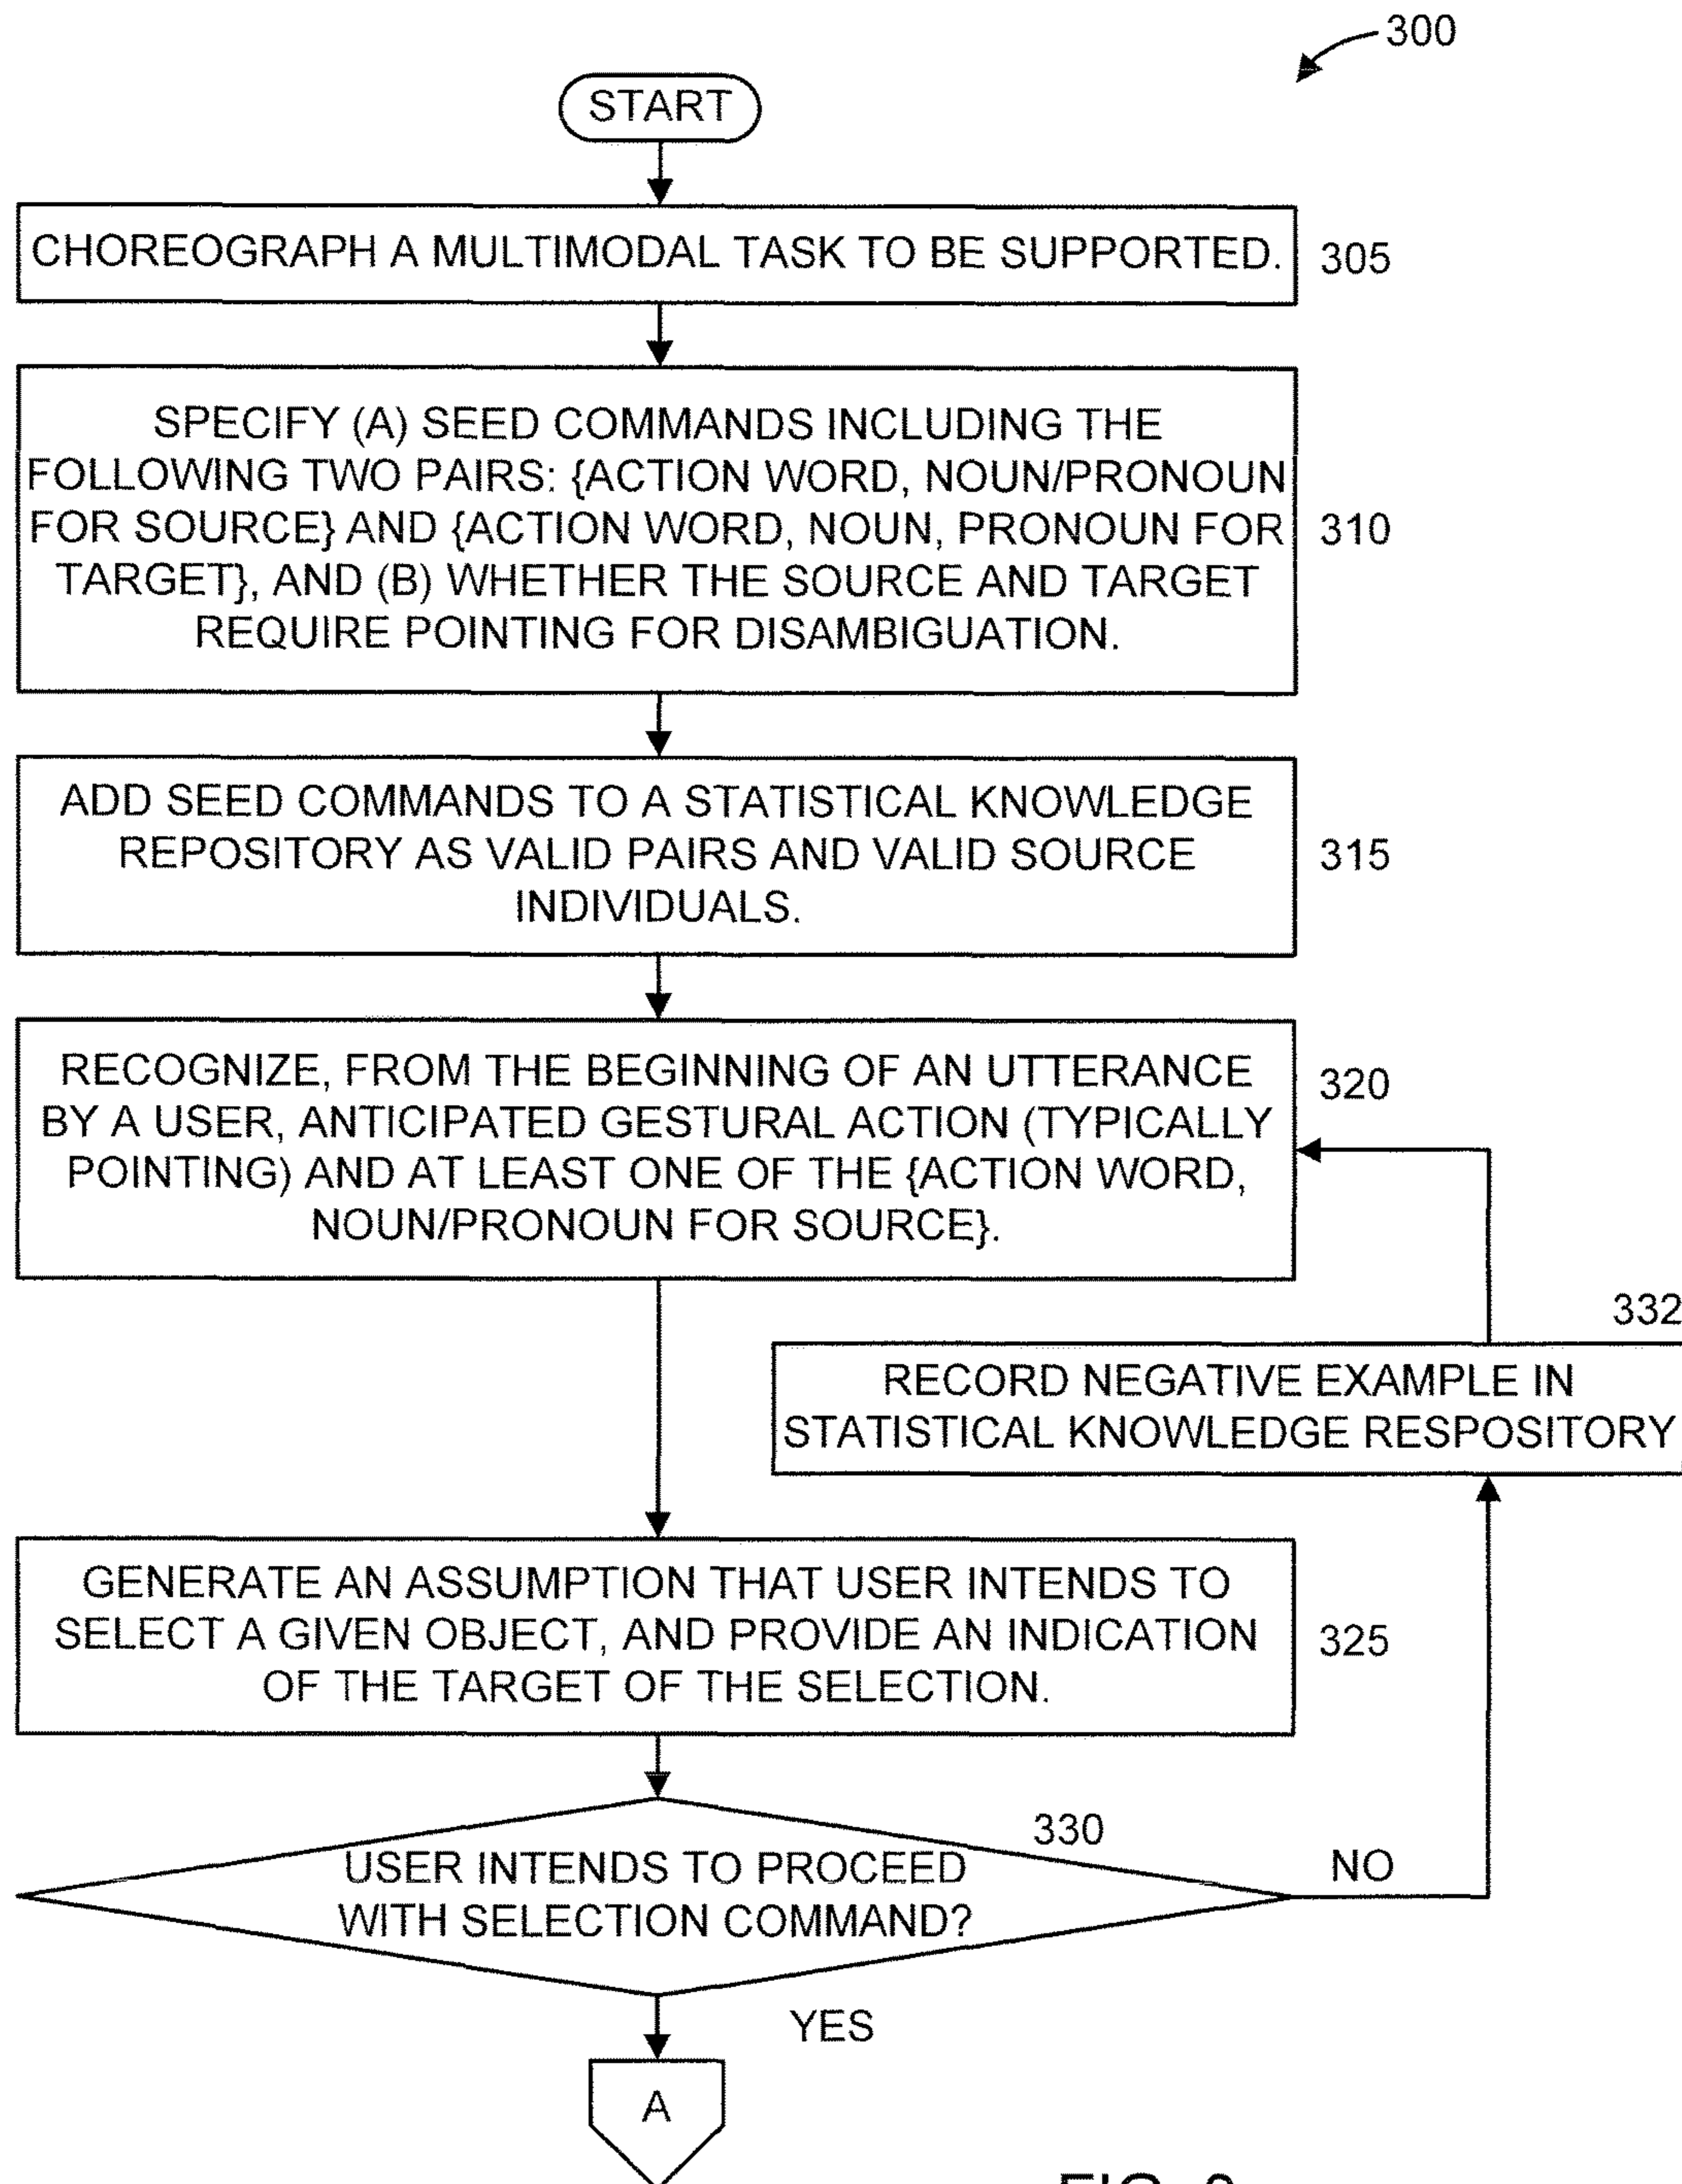 300
START
CHOREOGRAPH A MULTIMODAL TASK TO BE SUPPORTED.
305
SPECIFY (A) SEED COMMANDS INCLUDING THE
FOLLOWING TWO PAIRS: {ACTION WORD, NOUN/PRONOUN
FOR SOURCE} AND {ACTION WORD, NOUN, PRONOUN FOR
TARGET}, AND (B) WHETHER THE SOURCE AND TARGET
REQUIRE POINTING FOR DISAMBIGUATION.
310
ADD SEED COMMANDS TO A STATISTICAL KNOWLEDGE
REPOSITORY AS VALID PAIRS AND VALID SOURCE
INDIVIDUALS.
315
RECOGNIZE, FROM THE BEGINNING OF AN UTTERANCE
BY A USER, ANTICIPATED GESTURAL ACTION (TYPICALLY
POINTING) AND AT LEAST ONE OF THE {ACTION WORD,
NOUN/PRONOUN FOR SOURCE}.
320
332
RECORD NEGATIVE EXAMPLE IN
STATISTICAL KNOWLEDGE RESPOSITORY
GENERATE AN ASSUMPTION THAT USER INTENDS TO
SELECT A GIVEN OBJECT, AND PROVIDE AN INDICATION
OF THE TARGET OF THE SELECTION.
325
330
USER INTENDS TO PROCEED
WITH SELECTION COMMAND?
NO
YES
A
FIG.